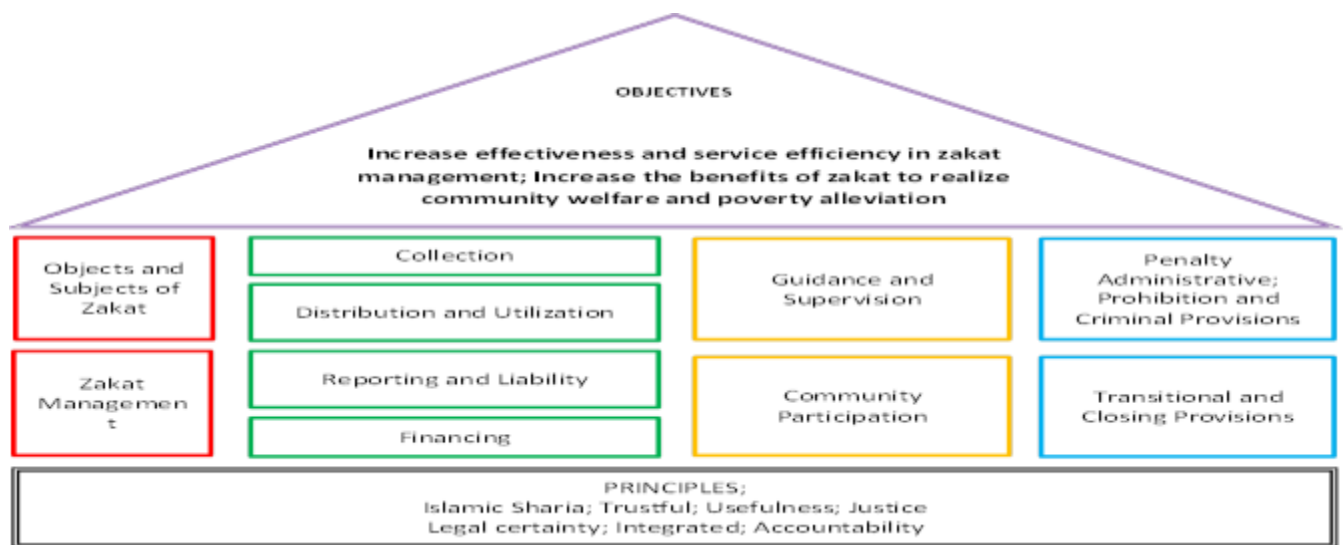 OBJECTIVES
Increase effectiveness and service efficiency in zakat
management; Increase the benefits of zakat to realize
community welfare and poverty alleviation
Objects and
Subjects of
Zakat
Zakat
Managemen
t
Collection
Distribution and Utilization
Reporting and Liability
Financing
Guidance and
Supervision
Community
Participation
Penalty
Administrative;
Prohibition and
Criminal Provisions
Transitional and
Closing Provisions
PRINCIPLES;
Islamic Sharia; Trustful; Usefulness; Justice
Legal certainty; Integrated; Accountability